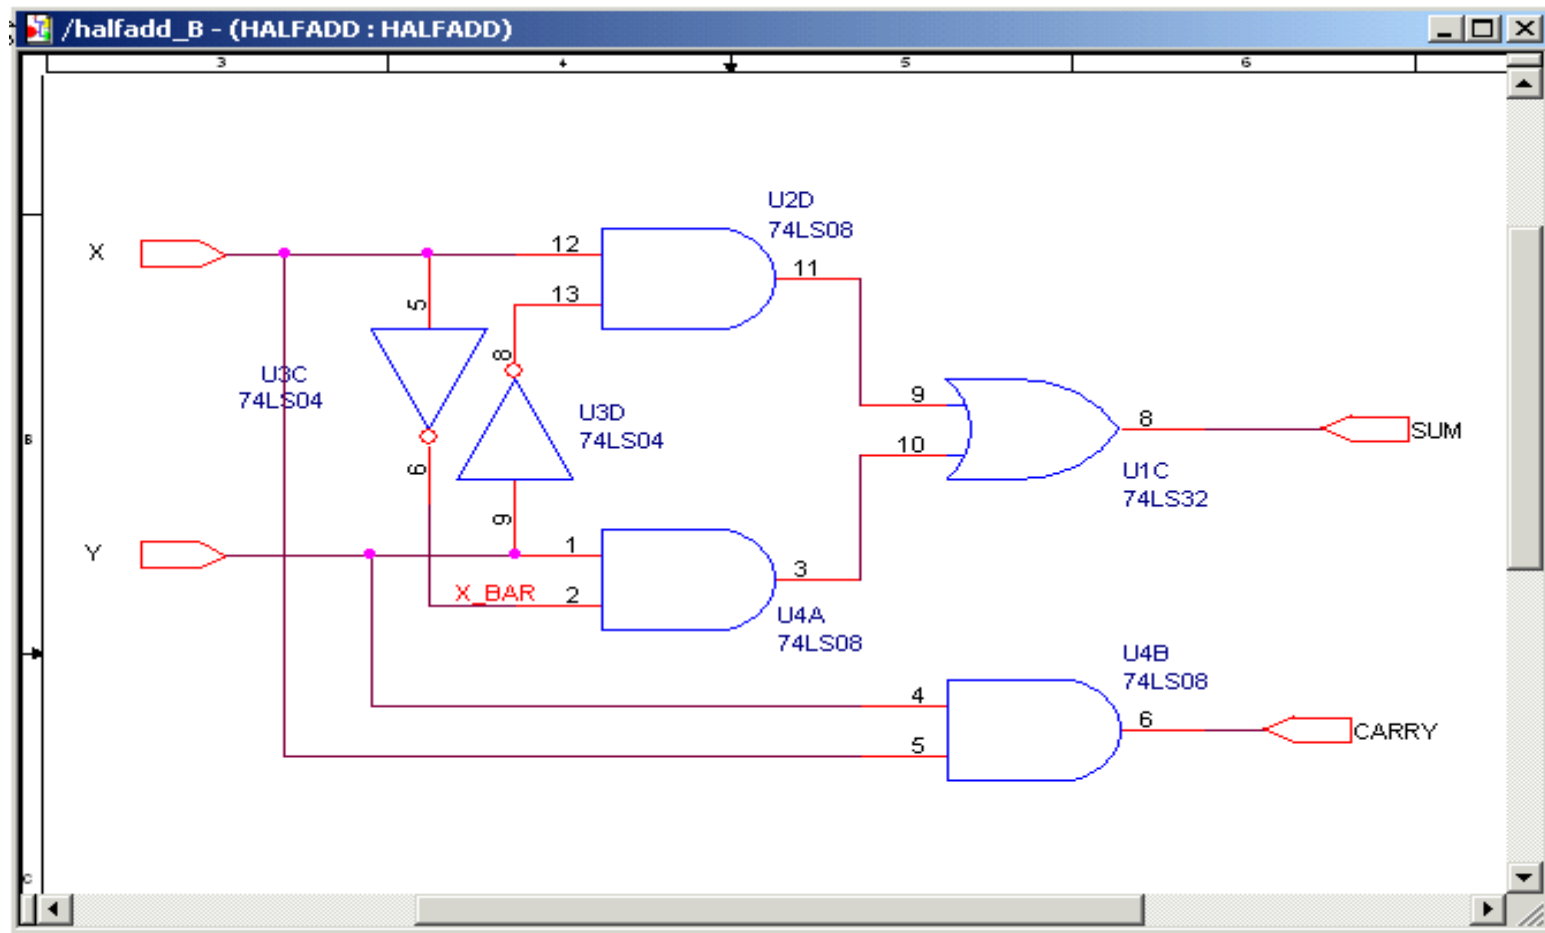 /halfadd_B - (HALFADD : HALFADD)
3 4 5 6
U2D
74LS08
X
12
11
13
5
8
U3C
74LS04
9
U3D
74LS04
8
SUM
10
6
U1C
74LS32
9
Y
1
3
X_BAR
2
U4A
74LS08
B
U4B
74LS08
4
6
CARRY
5
C